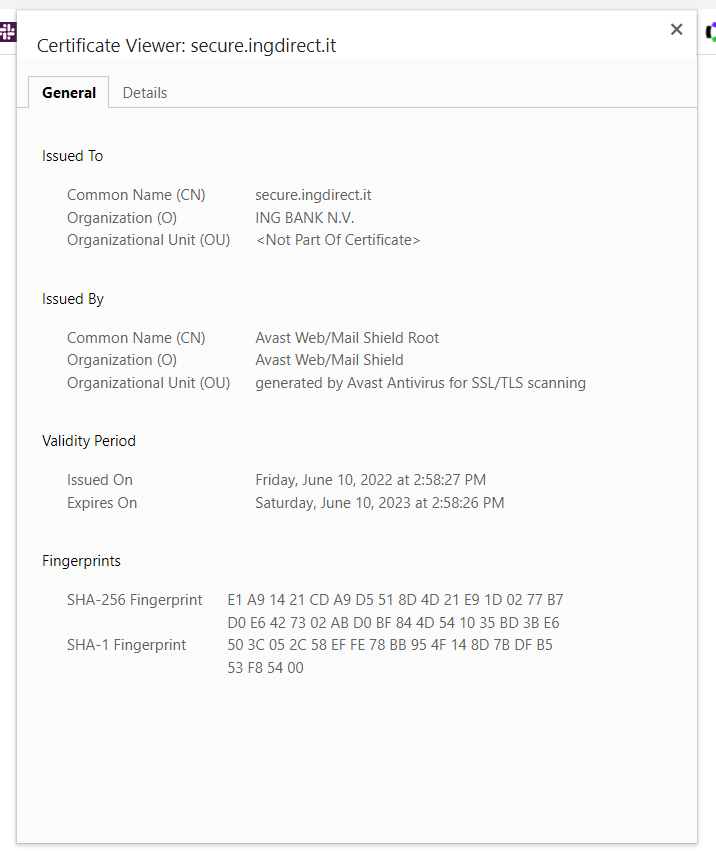 Certificate Viewer: secure.ingdirect.it
General Details
Issued To
Common Name (CN) secure.ingdirect.it
Organization (O) ING BANK N.V.
Organizational Unit (OU) <Not Part Of Certificate>
Issued By
Common Name (CN) Avast Web/Mail Shield Root
Organization (O) Avast Web/Mail Shield
Organizational Unit (OU) generated by Avast Antivirus for SSL/TLS scanning
Validity Period
Issued On Friday, June 10, 2022 at 2:58:27 PM
Expires On Saturday, June 10, 2023 at 2:58:26 PM
Fingerprints
SHA-256 Fingerprint E1 A9 14 21 CD A9 D5 51 8D 4D 21 E9 1D 02 77 B7
D0 E6 42 73 02 AB D0 BF 84 4D 54 10 35 BD 3B E6
SHA-1 Fingerprint 50 3C 05 2C 58 EF FE 78 BB 95 4F 14 8D 7B DF B5
53 F8 54 00